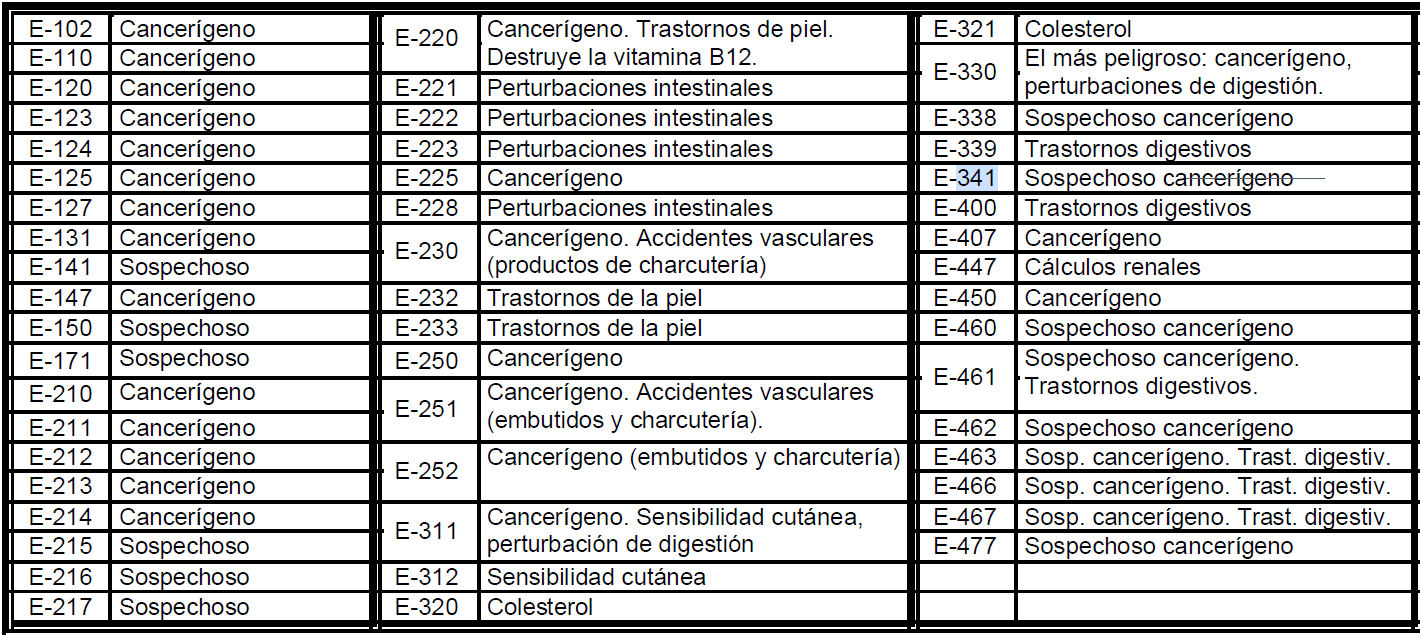 E-102 Cancerígeno
E-110 Cancerígeno
E-120 Cancerígeno
E-123 Cancerígeno
E-124 Cancerígeno
E-125 Cancerígeno
E-127 Cancerígeno
E-131 Cancerígeno
E-141 Sospechoso
E-147 Cancerígeno
E-150 Sospechoso
E-171 Sospechoso
E-210 Cancerígeno
E-211 Cancerígeno
E-212 Cancerígeno
E-213 Cancerígeno
E-214 Cancerígeno
E-215 Sospechoso
E-216 Sospechoso
E-217 Sospechoso
E-220 Cancerígeno. Trastornos de piel.
Destruye la vitamina B12.
E-221 Perturbaciones intestinales
E-222 Perturbaciones intestinales
E-223 Perturbaciones intestinales
E-225 Cancerígeno
E-228 Perturbaciones intestinales
E-230 Cancerígeno. Accidentes vasculares
(productos de charcutería)
E-232 Trastornos de la piel
E-233 Trastornos de la piel
E-250 Cancerígeno
E-251 Cancerígeno. Accidentes vasculares
(embutidos y charcutería).
E-252 Cancerígeno (embutidos y charcutería)
E-311 Cancerígeno. Sensibilidad cutánea,
perturbación de digestión
E-312 Sensibilidad cutánea
E-320 Colesterol
E-321 Colesterol
E-330 El más peligroso: cancerígeno,
perturbaciones de digestión.
E-338 Sospechoso cancerígeno
E-339 Trastornos digestivos
E-341 Sospechoso cancerígeno
E-400 Trastornos digestivos
E-407 Cancerígeno
E-447 Cálculos renales
E-450 Cancerígeno
E-460 Sospechoso cancerígeno
E-461 Sospechoso cancerígeno.
Trastornos digestivos.
E-462 Sospechoso cancerígeno
E-463 Sosp. cancerígeno. Trast. digestiv.
E-466 Sosp. cancerígeno. Trast. digestiv.
E-467 Sosp. cancerígeno. Trast. digestiv.
E-477 Sospechoso cancerígeno